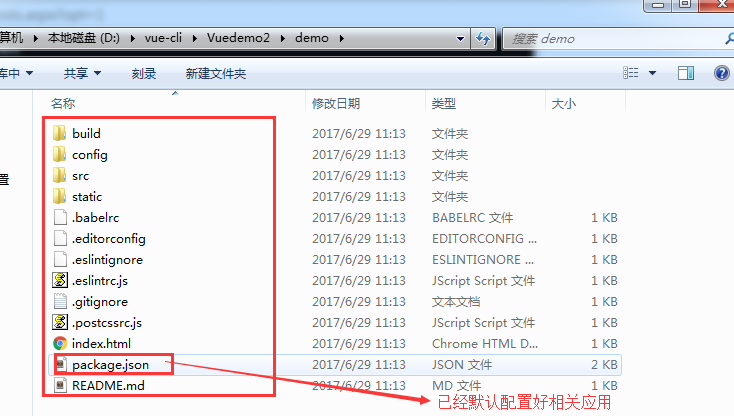 算机 ▸ 本地磁盘 (D:) ▸ vue-cli ▸ Vuedemo2 ▸ demo ▸ 搜索 demo
库中 ▾ 共享 ▾ 刻录 新建文件夹
名称 修改日期 类型 大小
build 2017/6/29 11:13 文件夹
config 2017/6/29 11:13 文件夹
置
src 2017/6/29 11:13 文件夹
static 2017/6/29 11:13 文件夹
.babelrc 2017/6/29 11:13 BABELRC 文件 1 KB
.editorconfig 2017/6/29 11:13 EDITORCONFIG ... 1 KB
.eslintignore 2017/6/29 11:13 ESLINTIGNORE ... 1 KB
.eslintrc.js 2017/6/29 11:13 JScript Script 文件 1 KB
.gitignore 2017/6/29 11:13 文本文档 1 KB
.postcssrc.js 2017/6/29 11:13 JScript Script 文件 1 KB
index.html 2017/6/29 11:13 Chrome HTML D... 1 KB
package.json 2017/6/29 11:13 JSON 文件 2 KB
README.md 2017/6/29 11:13 MD 文件 1 KB
已经默认配置好相关应用